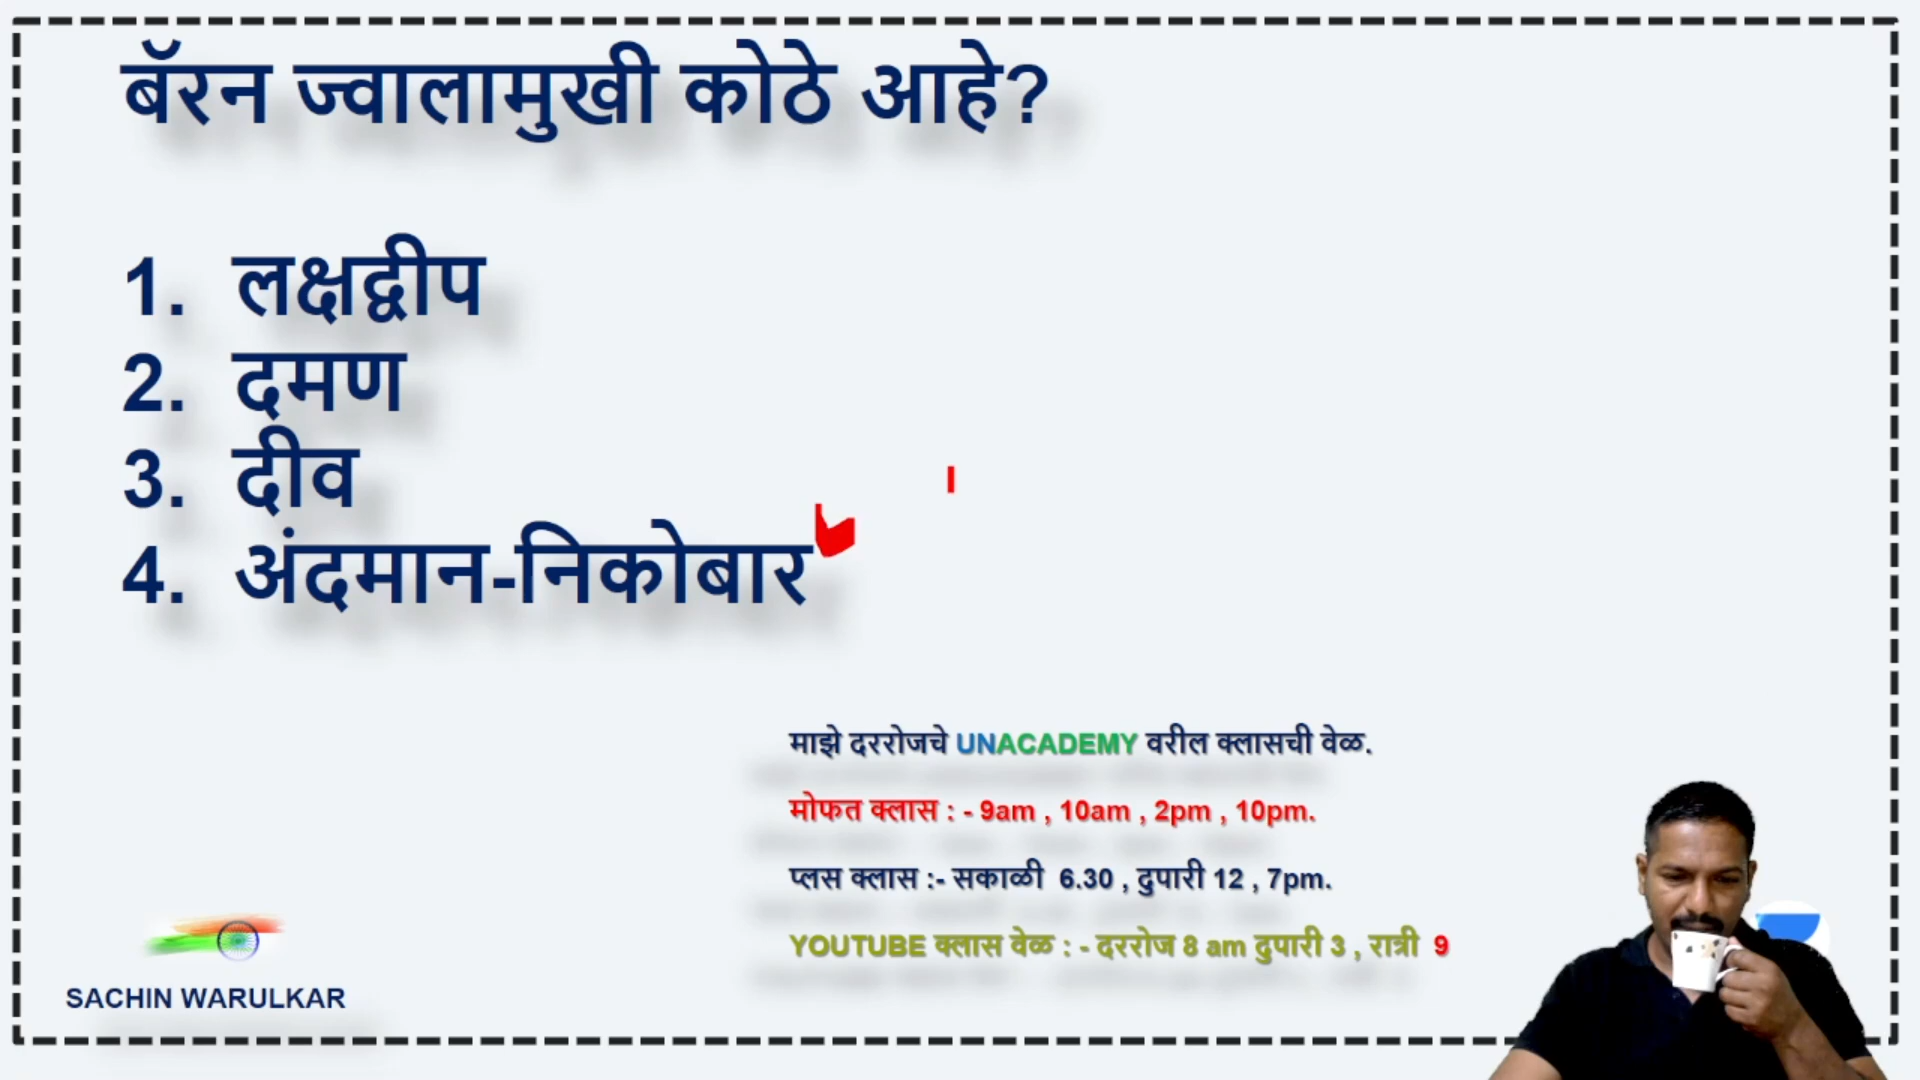 बॅरन ज्वालामुखी कोठे आहे?
1. लक्षद्वीप
2. दमण
3. दीव
4. अंदमान-निकोबार
माझे दररोजचे UNACADEMY वरील क्लासची वेळ.
मोफत क्लास : - 9am , 10am , 2pm , 10pm.
प्लस क्लास :- सकाळी 6.30 , दुपारी 12 , 7pm.
YOUTUBE क्लास वेळ : - दररोज 8 am दुपारी 3 , रात्री 9
SACHIN WARULKAR